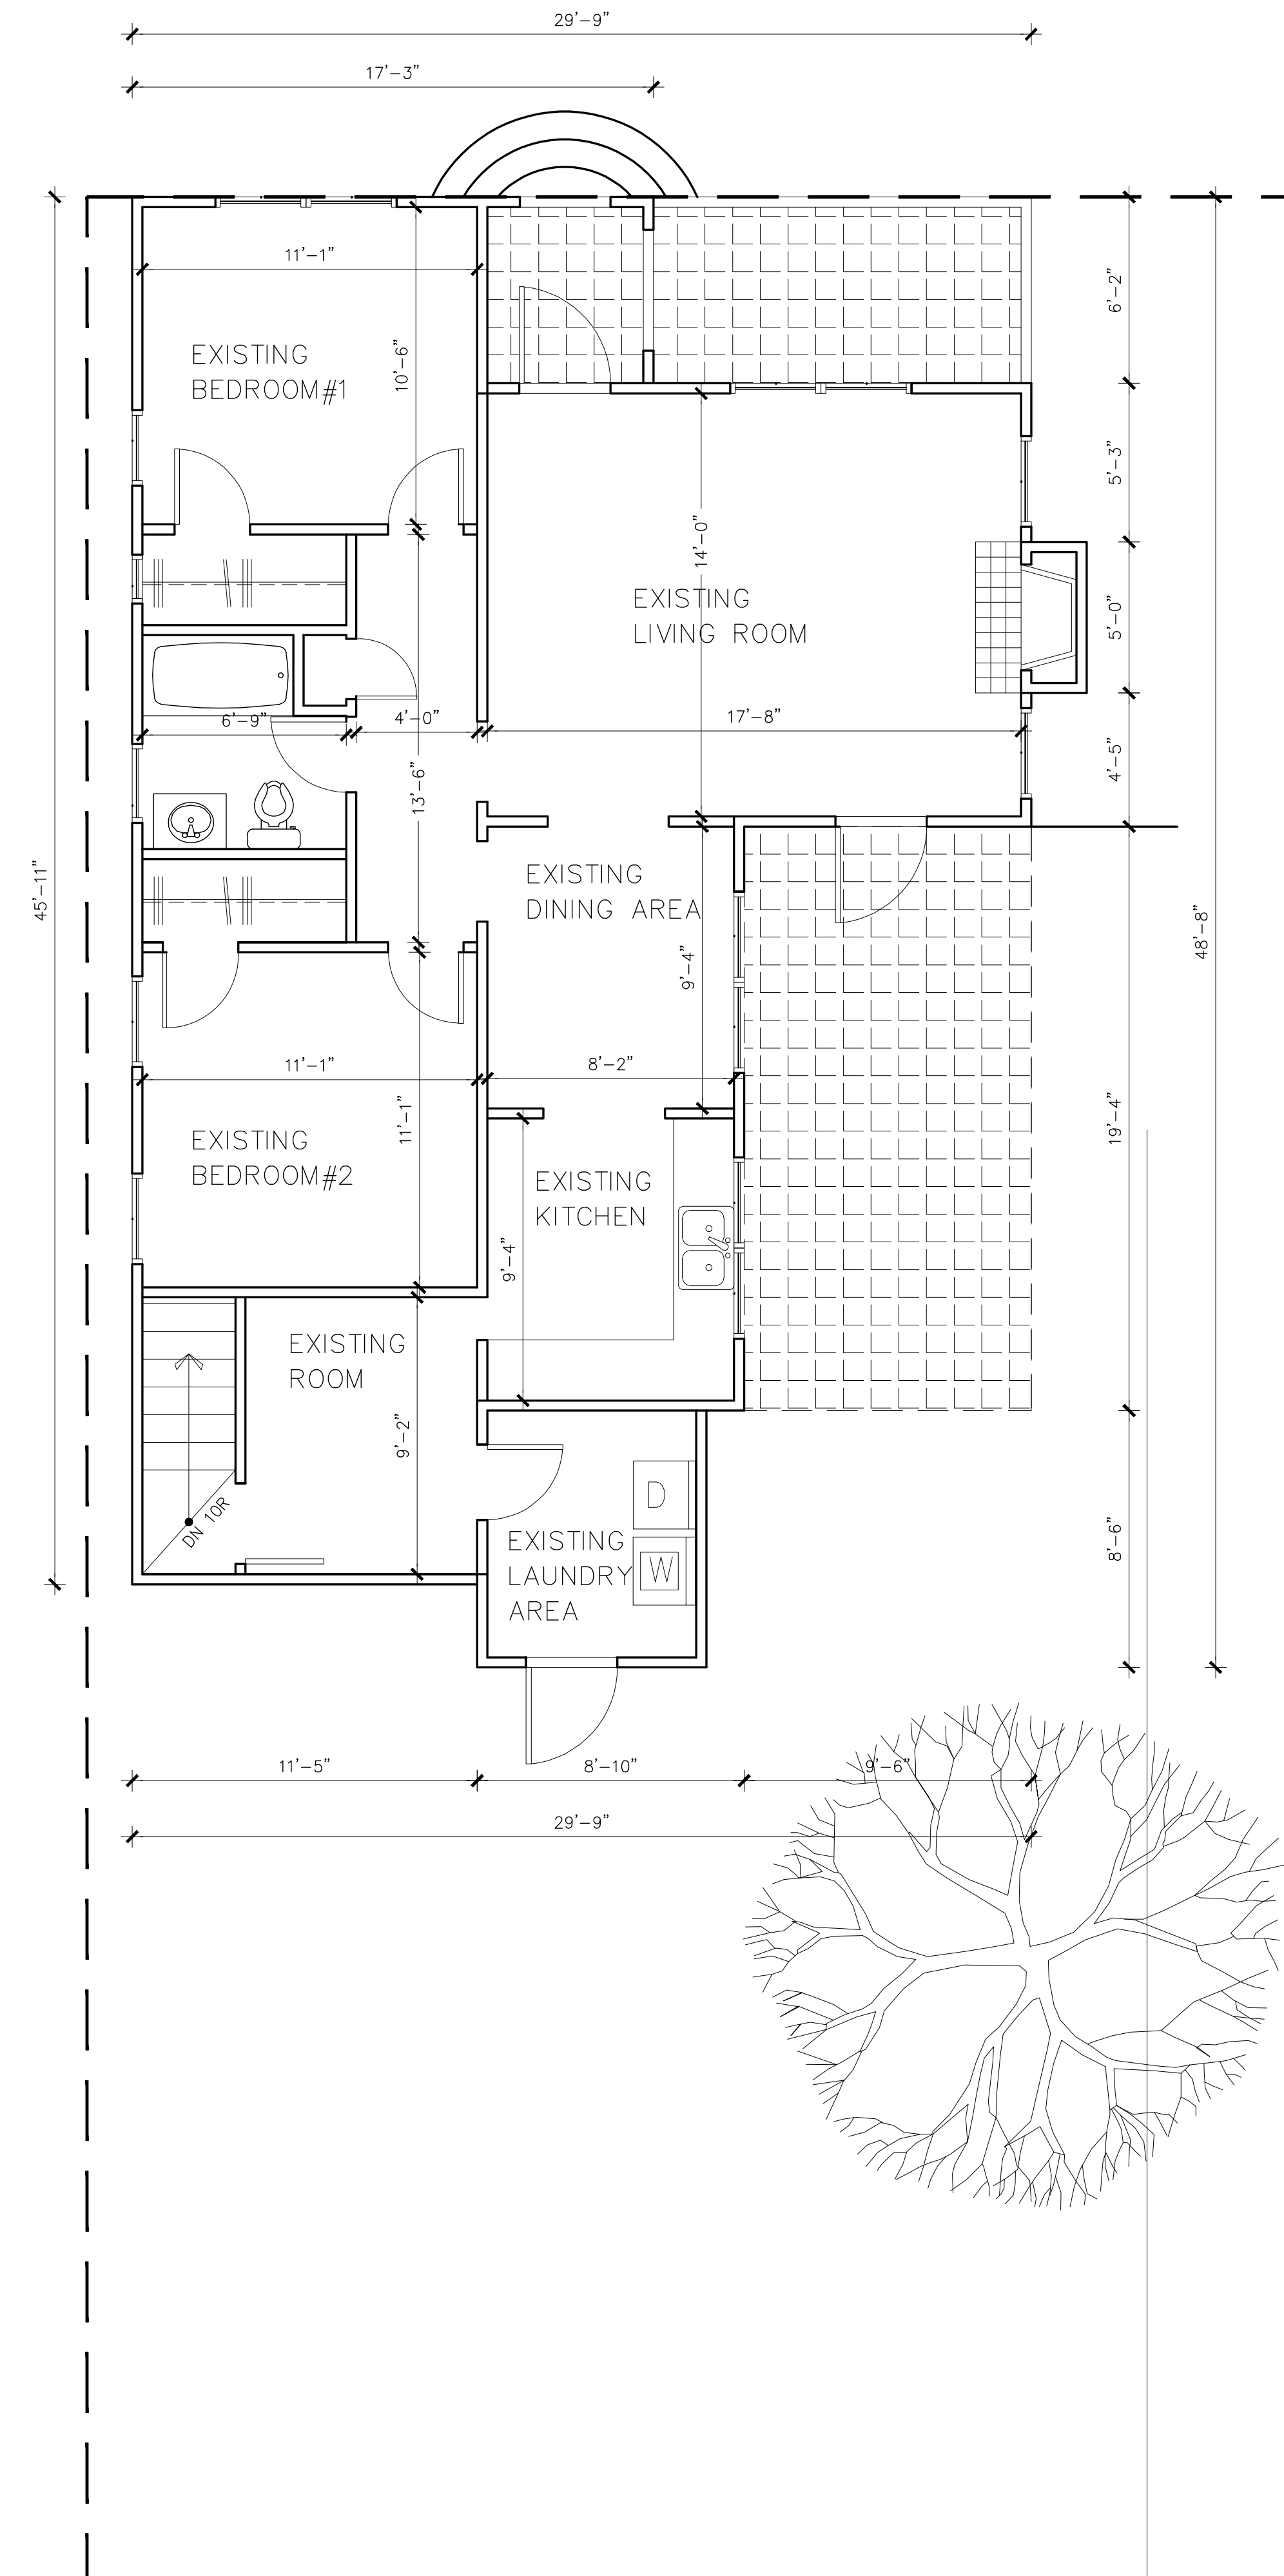 29'-9"
17'-3"
11'-1"
6'-2"
EXISTING
BEDROOM#1
10'-6"
5'-3"
14'-0"
EXISTING
LIVING ROOM
5'-0"
6'-9"
4'-0"
17'-8"
4'-5"
13'-6"
45'-11"
EXISTING
DINING AREA
48'-8"
9'-4"
11'-1"
8'-2"
11'-1"
19'-4"
EXISTING
BEDROOM#2
EXISTING
KITCHEN
9'-4"
EXISTING
ROOM
9'-2"
DN 10R
D
EXISTING
LAUNDRY
AREA
W
8'-6"
11'-5"
8'-10"
9'-6"
29'-9"